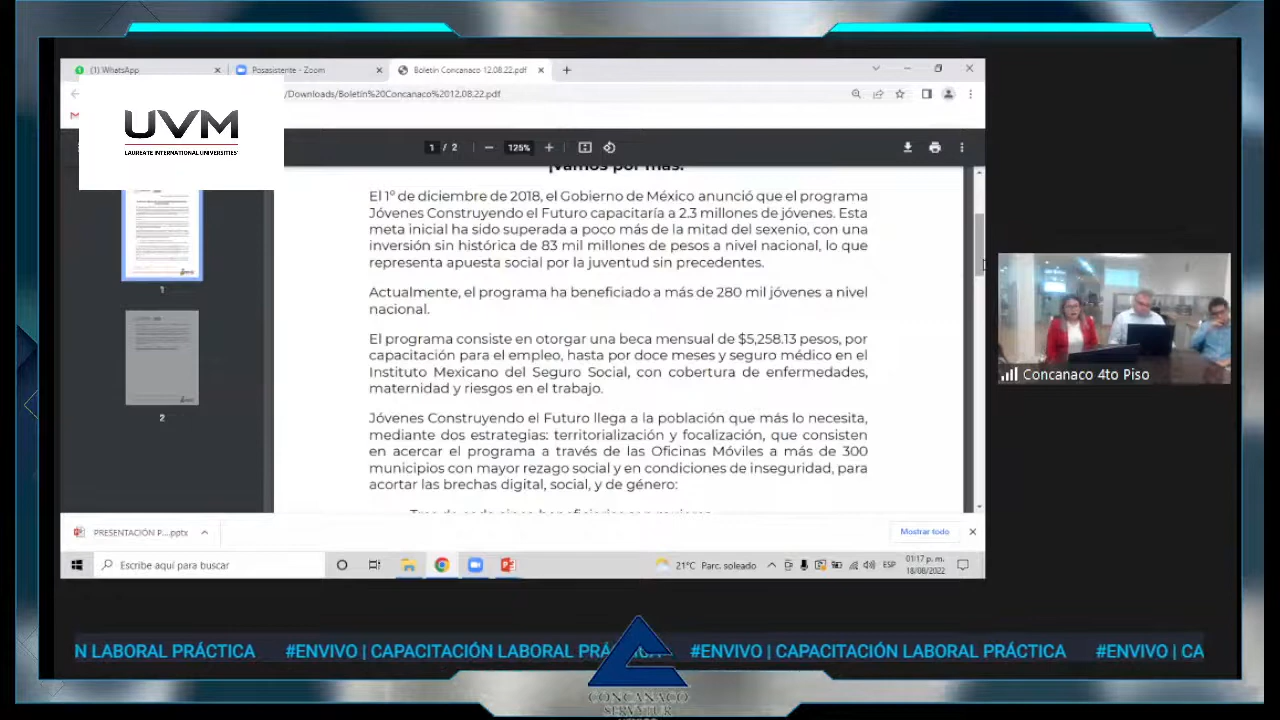 (1) WhatsApp
Posasistente - Zoom
Boletín Concanaco 12.08.22.pdf
/Downloads/Boletín%20Concanaco%2012.08.22.pdf
UVM
LAUREATE INTERNATIONAL UNIVERSITIES®
1 / 2
125%
¡Vamos por más!
El 1º de diciembre de 2018, el Gobierno de México anunció que el programa
Jóvenes Construyendo el Futuro capacitaría a 2.3 millones de jóvenes. Esta
meta inicial ha sido superada a poco más de la mitad del sexenio, con una
inversión sin histórica de 83 mil millones de pesos a nivel nacional, lo que
representa apuesta social por la juventud sin precedentes.
Actualmente, el programa ha beneficiado a más de 280 mil jóvenes a nivel
nacional.
El programa consiste en otorgar una beca mensual de $5,258.13 pesos, por
capacitación para el empleo, hasta por doce meses y seguro médico en el
Instituto Mexicano del Seguro Social, con cobertura de enfermedades,
maternidad y riesgos en el trabajo.
Jóvenes Construyendo el Futuro llega a la población que más lo necesita,
mediante dos estrategias: territorialización y focalización, que consisten
en acercar el programa a través de las Oficinas Móviles a más de 300
municipios con mayor rezago social y en condiciones de inseguridad, para
acortar las brechas digital, social, y de género:
1
2
Concanaco 4to Piso
PRESENTACIÓN P....pptx
Mostrar todo
Escribe aquí para buscar
21°C Parc. soleado
ESP
01:17 p. m.
18/08/2022
N LABORAL PRÁCTICA #ENVIVO | CAPACITACIÓN LABORAL PRÁCTICA #ENVIVO | CAPACITACIÓN LABORAL PRÁCTICA #ENVIVO | CA
CONCANACO
SERVYTUR